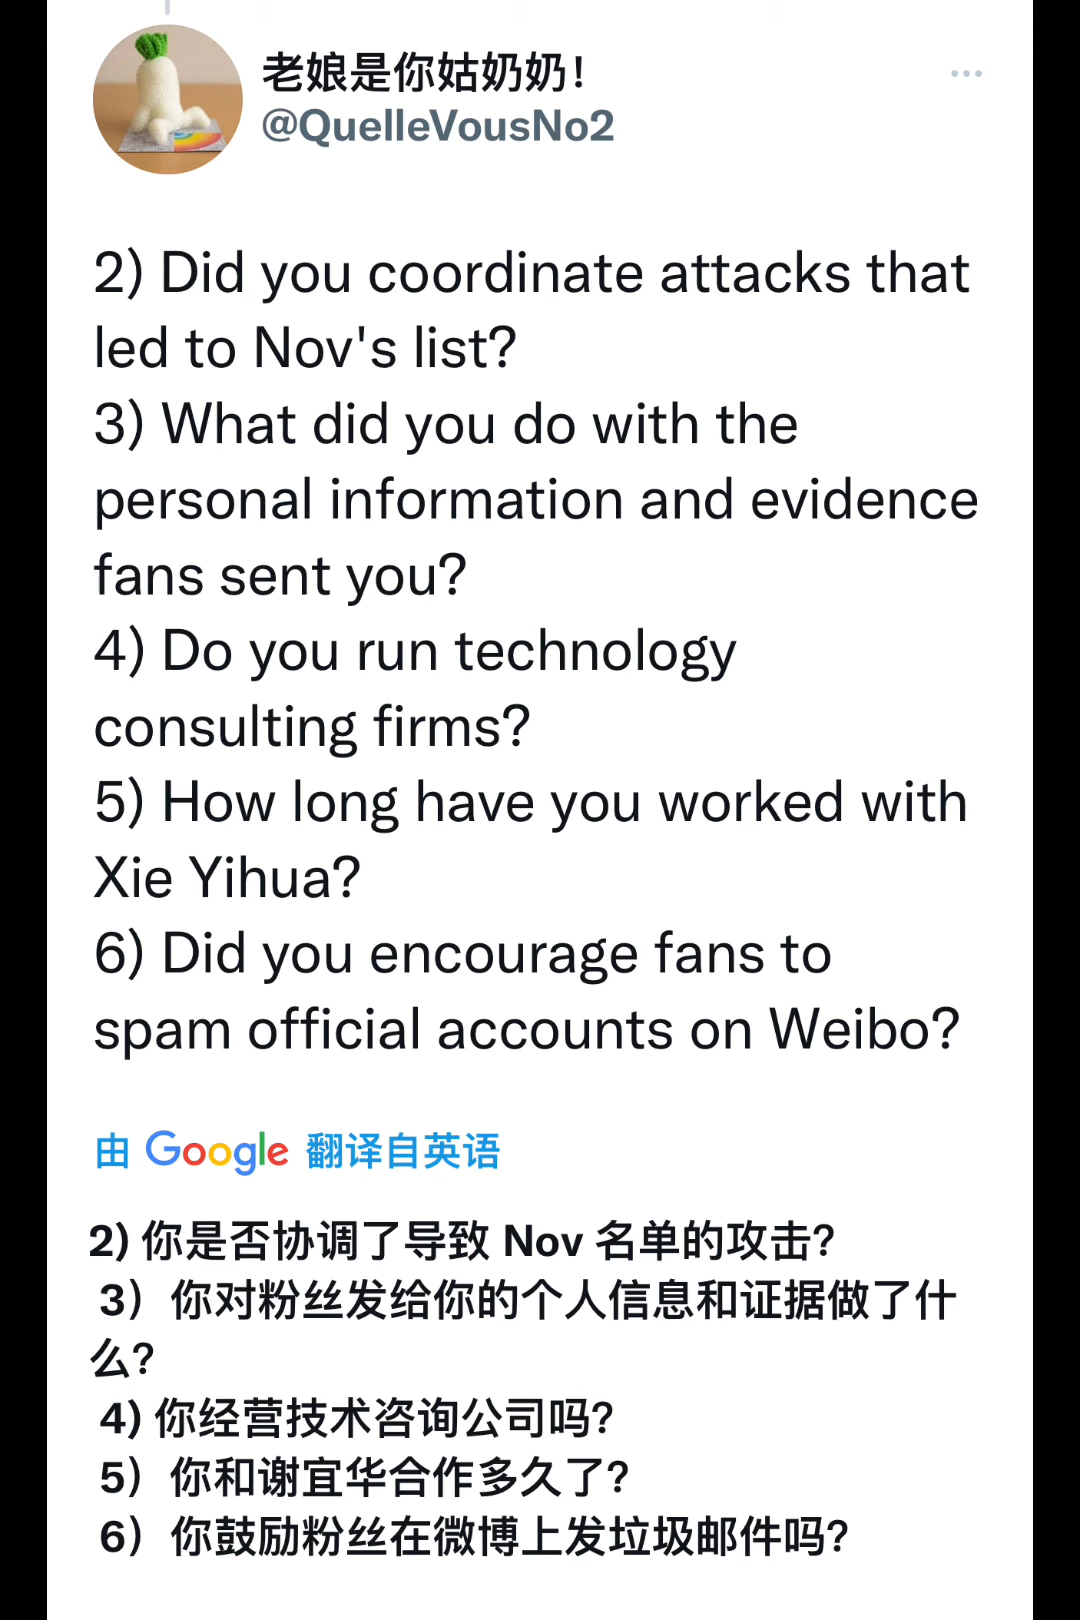 老娘是你姑奶奶！
@QuelleVousNo2
2) Did you coordinate attacks that
led to Nov's list?
3) What did you do with the
personal information and evidence
fans sent you?
4) Do you run technology
consulting firms?
5) How long have you worked with
Xie Yihua?
6) Did you encourage fans to
spam official accounts on Weibo?
由 Google 翻译自英语
2) 你是否协调了导致 Nov 名单的攻击?
3）你对粉丝发给你的个人信息和证据做了什
么?
4) 你经营技术咨询公司吗?
5）你和谢宜华合作多久了?
6）你鼓励粉丝在微博上发垃圾邮件吗?